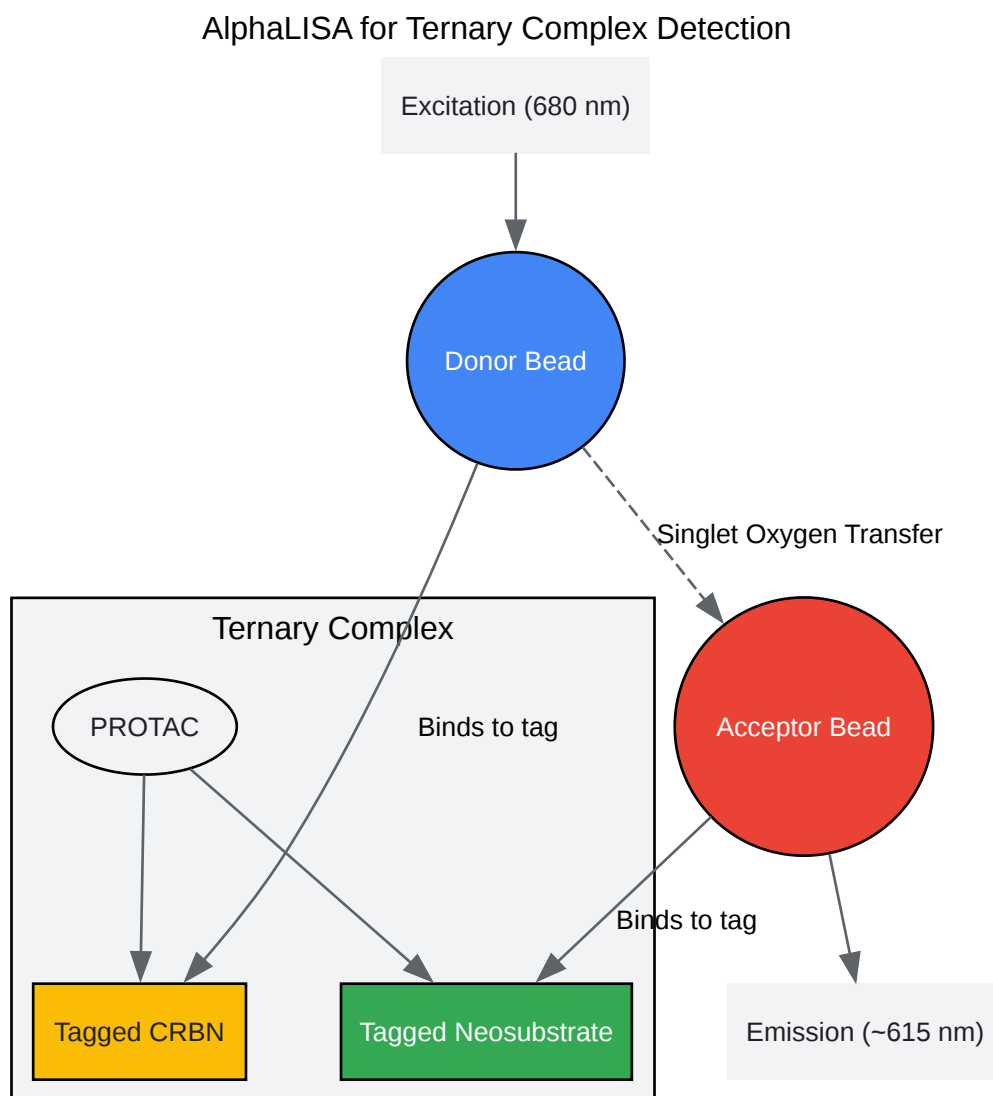 AlphaLISA for Ternary Complex Detection
Excitation (680 nm)
Donor Bead
Singlet Oxygen Transfer
Ternary Complex
PROTAC
Binds to tag
Acceptor Bead
Binds to tag
Tagged CRBN
Tagged Neosubstrate
Emission (~615 nm)